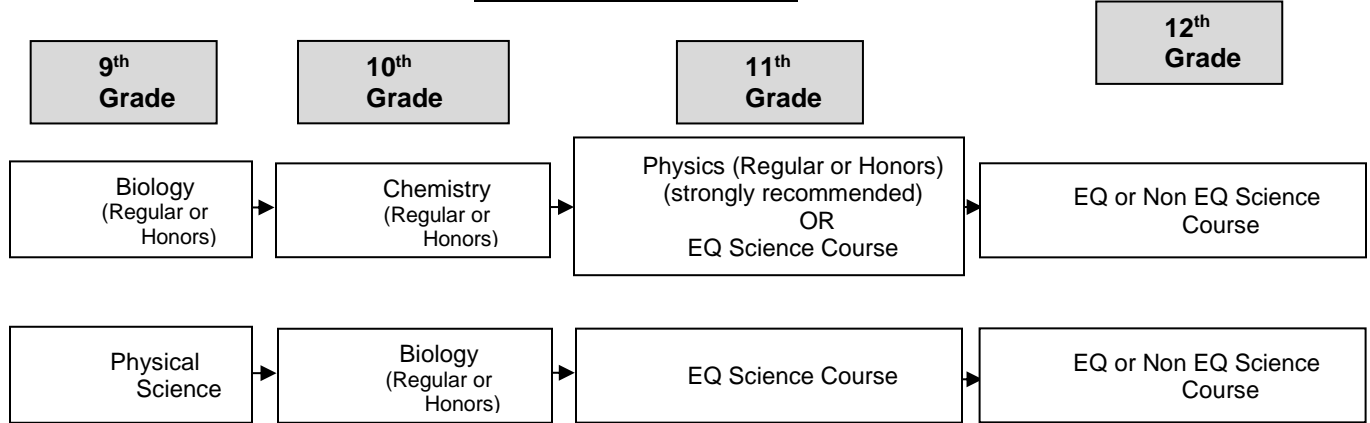 9th
Grade
10th
Grade
11th
Grade
12th
Grade
Biology
(Regular or
Honors)
Chemistry
(Regular or
Honors)
Physics (Regular or Honors)
(strongly recommended)
OR
EQ Science Course
EQ or Non EQ Science
Course
Physical
Science
Biology
(Regular or
Honors)
EQ Science Course
EQ or Non EQ Science
Course